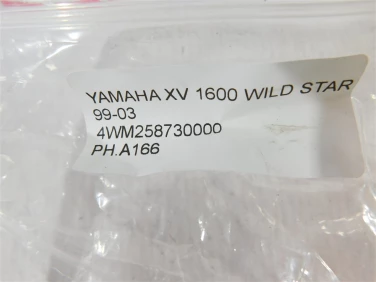 YAMAHA XV 1600 WILD STAR
99-03
4WM258730000
PH.A166